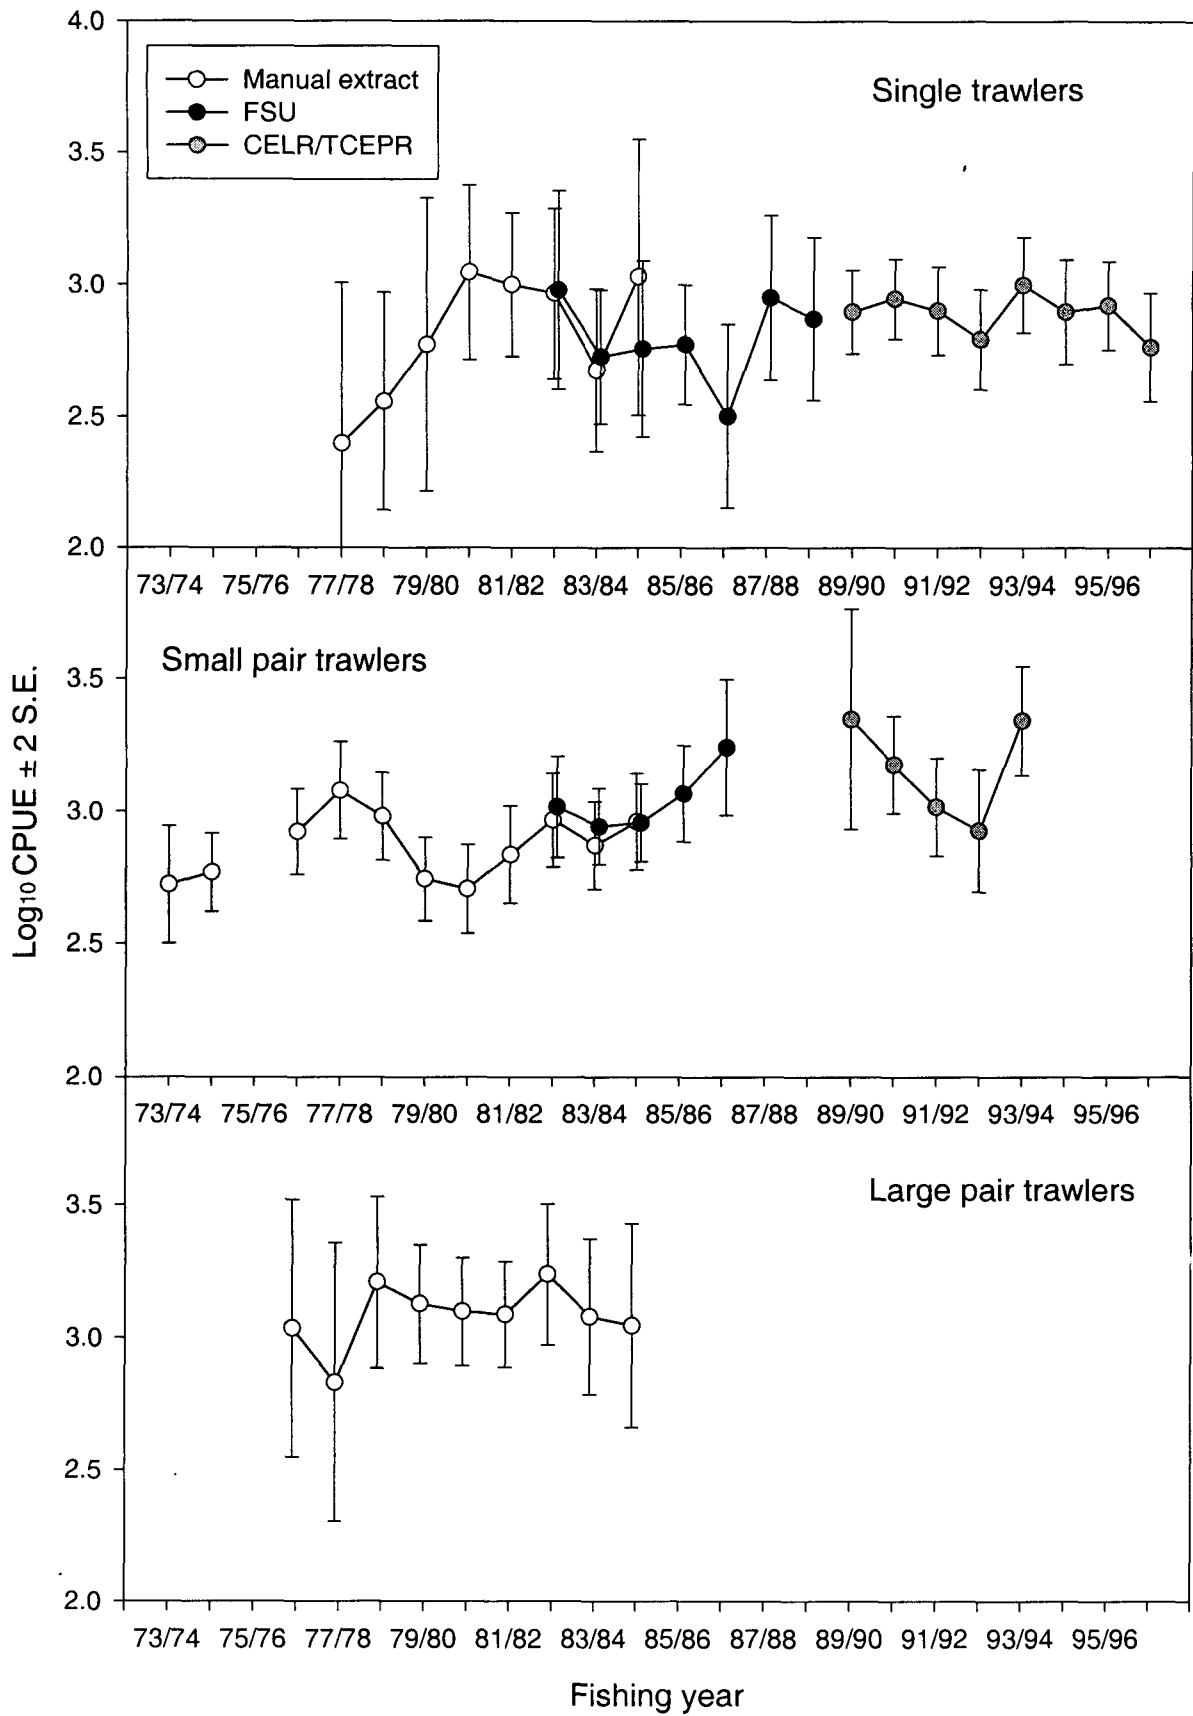 4.0
Manual extract
FSU
CELR/TCEPR
Single trawlers
3.5
3.0
2.5
2.0
73/74 75/76 77/78 79/80 81/82 83/84 85/86 87/88 89/90 91/92 93/94 95/96
Small pair trawlers
3.5
3.0
2.5
2.0
73/74 75/76 77/78 79/80 81/82 83/84 85/86 87/88 89/90 91/92 93/94 95/96
Log10 CPUE ± 2 S.E.
Large pair trawlers
3.5
3.0
2.5
2.0
73/74 75/76 77/78 79/80 81/82 83/84 85/86 87/88 89/90 91/92 93/94 95/96
Fishing year